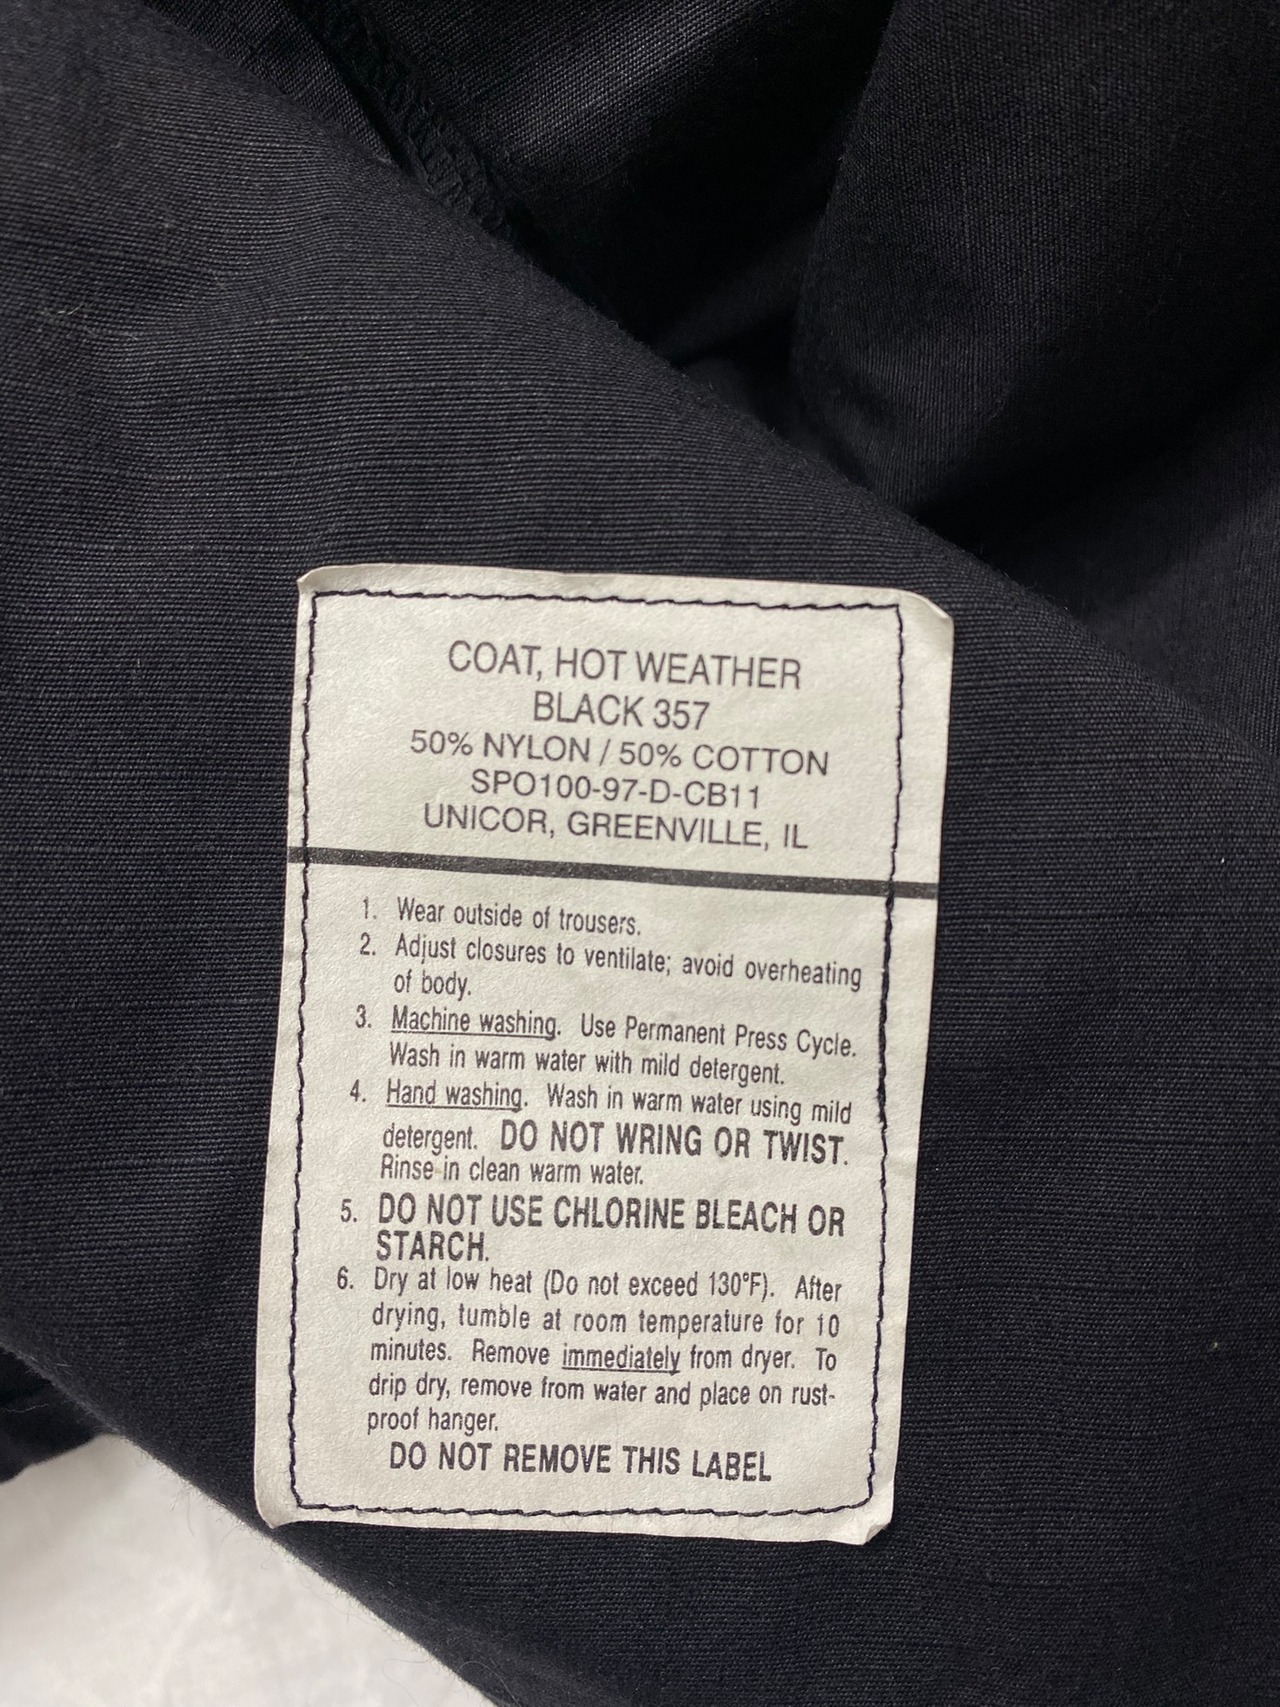 COAT, HOT WEATHER
BLACK 357
50% NYLON / 50% COTTON
SPO100-97-D-CB11
UNICOR, GREENVILLE, IL
1. Wear outside of trousers.
2. Adjust closures to ventilate; avoid overheating
of body.
3. Machine washing. Use Permanent Press Cycle.
Wash in warm water with mild detergent.
4. Hand washing. Wash in warm water using mild
detergent. DO NOT WRING OR TWIST.
Rinse in clean warm water.
5. DO NOT USE CHLORINE BLEACH OR
STARCH.
6. Dry at low heat (Do not exceed 130°F). After
drying, tumble at room temperature for 10
minutes. Remove immediately from dryer. To
drip dry, remove from water and place on rust-
proof hanger.
DO NOT REMOVE THIS LABEL